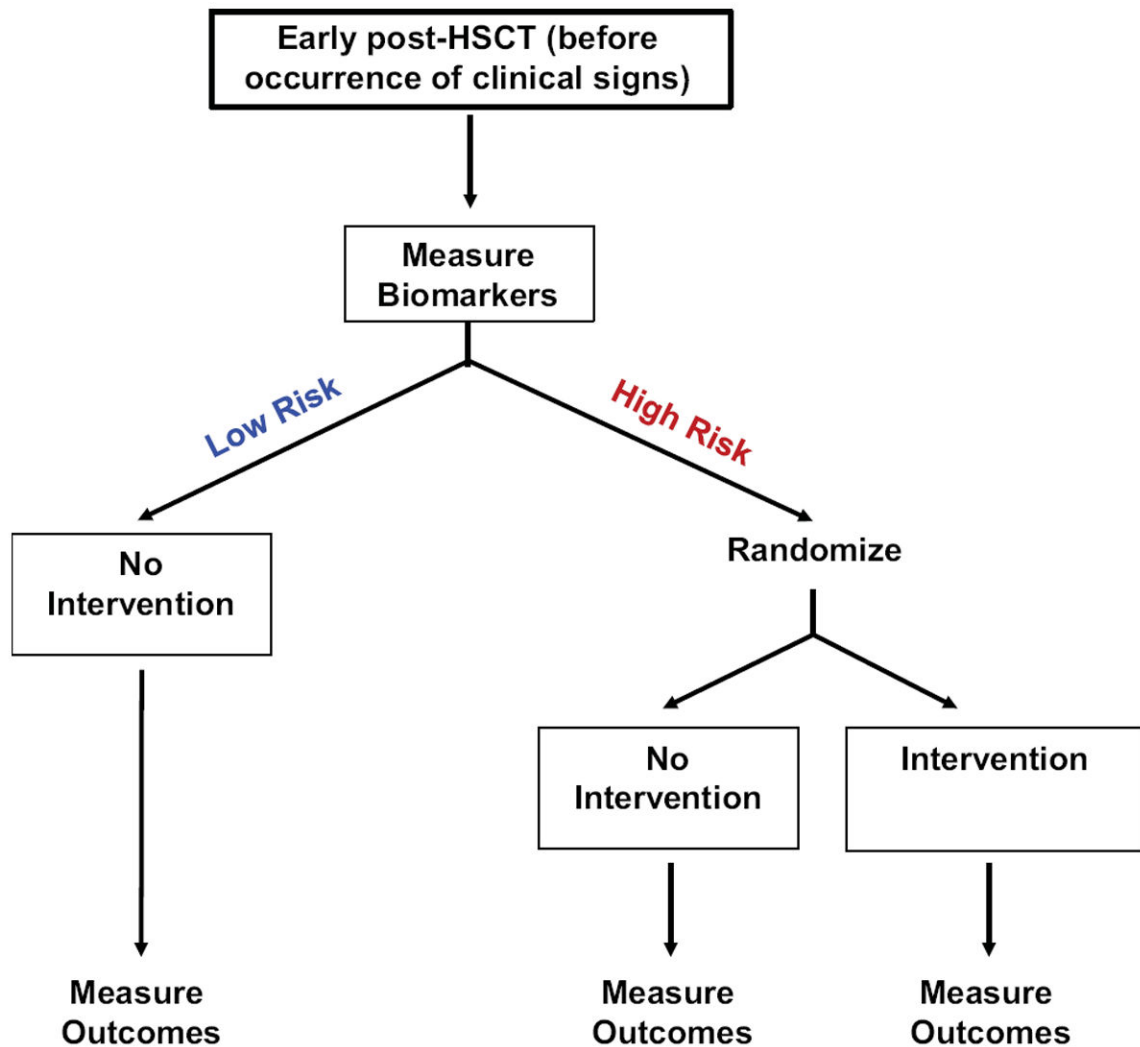 Early post-HSCT (before
occurrence of clinical signs)
Measure
Biomarkers
Low Risk
High Risk
No
Intervention
Randomize
No
Intervention
Intervention
Measure
Outcomes
Measure
Outcomes
Measure
Outcomes